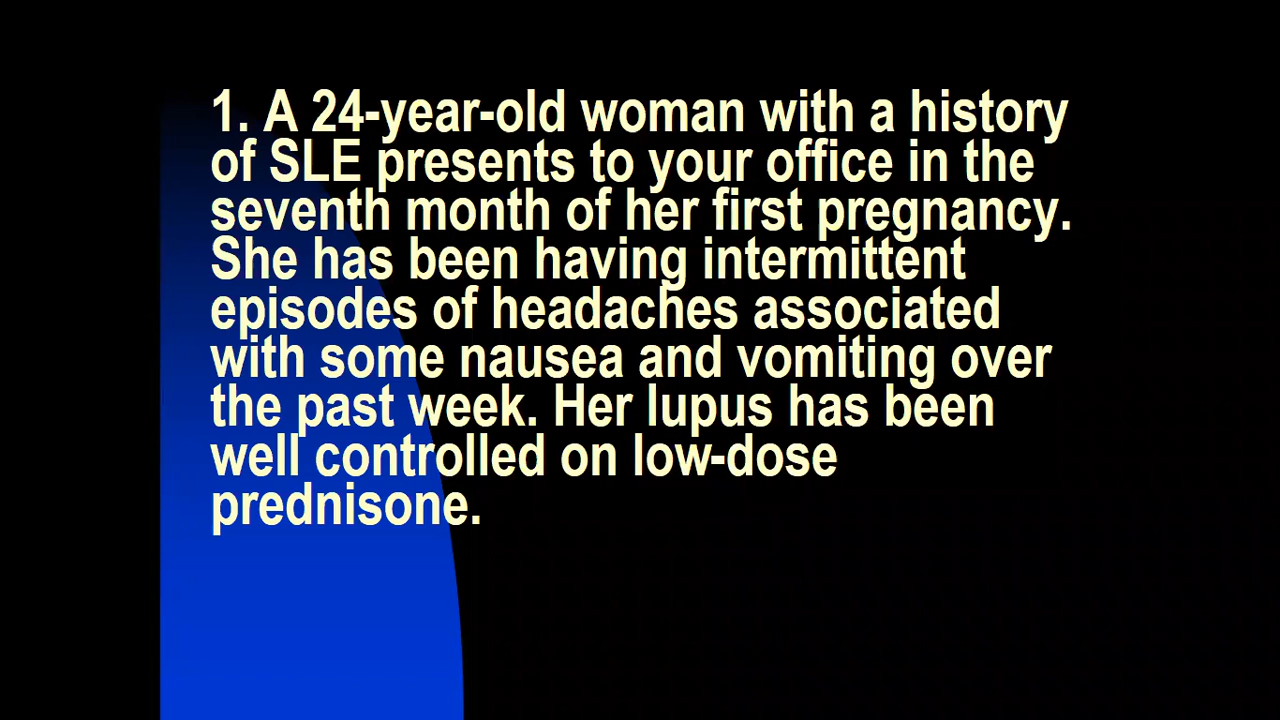 1. A 24-year-old woman with a history
of SLE presents to your office in the
seventh month of her first pregnancy.
She has been having intermittent
episodes of headaches associated
with some nausea and vomiting over
the past week. Her lupus has been
well controlled on low-dose
prednisone.